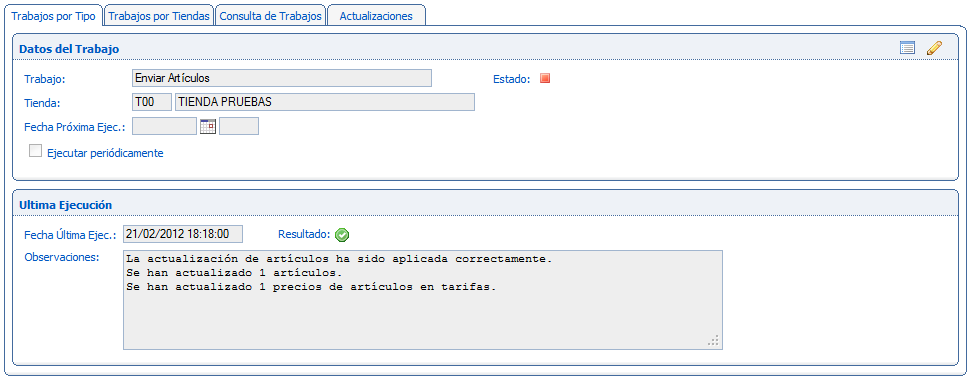 Trabajos por Tipo Trabajos por Tiendas Consulta de Trabajos Actualizaciones
Datos del Trabajo
Trabajo: Enviar Artículos Estado:
Tienda: T00 TIENDA PRUEBAS
Fecha Próxima Ejec.:
Ejecutar periódicamente
Ultima Ejecución
Fecha Última Ejec.: 21/02/2012 18:18:00 Resultado:
Observaciones: La actualización de artículos ha sido aplicada correctamente.
Se han actualizado 1 artículos.
Se han actualizado 1 precios de artículos en tarifas.